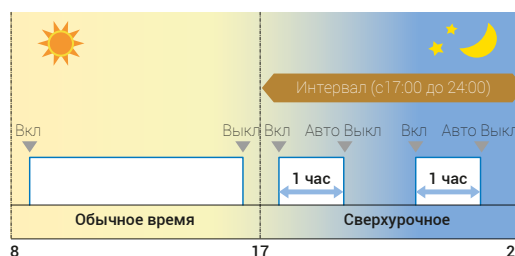 Интервал (с17:00 до 24:00)
Вкл Выкл Вкл Авто Выкл Вкл Авто Выкл
1 час 1 час
Обычное время Сверхурочное
8 17 2